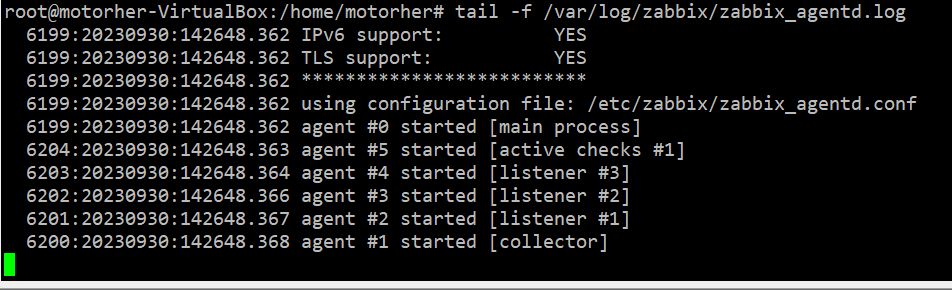 root@motorher-VirtualBox:/home/motorher# tail -f /var/log/zabbix/zabbix_agentd.log
  6199:20230930:142648.362 IPv6 support:          YES
  6199:20230930:142648.362 TLS support:           YES
  6199:20230930:142648.362 **************************
  6199:20230930:142648.362 using configuration file: /etc/zabbix/zabbix_agentd.conf
  6199:20230930:142648.362 agent #0 started [main process]
  6204:20230930:142648.363 agent #5 started [active checks #1]
  6203:20230930:142648.364 agent #4 started [listener #3]
  6202:20230930:142648.366 agent #3 started [listener #2]
  6201:20230930:142648.367 agent #2 started [listener #1]
  6200:20230930:142648.368 agent #1 started [collector]